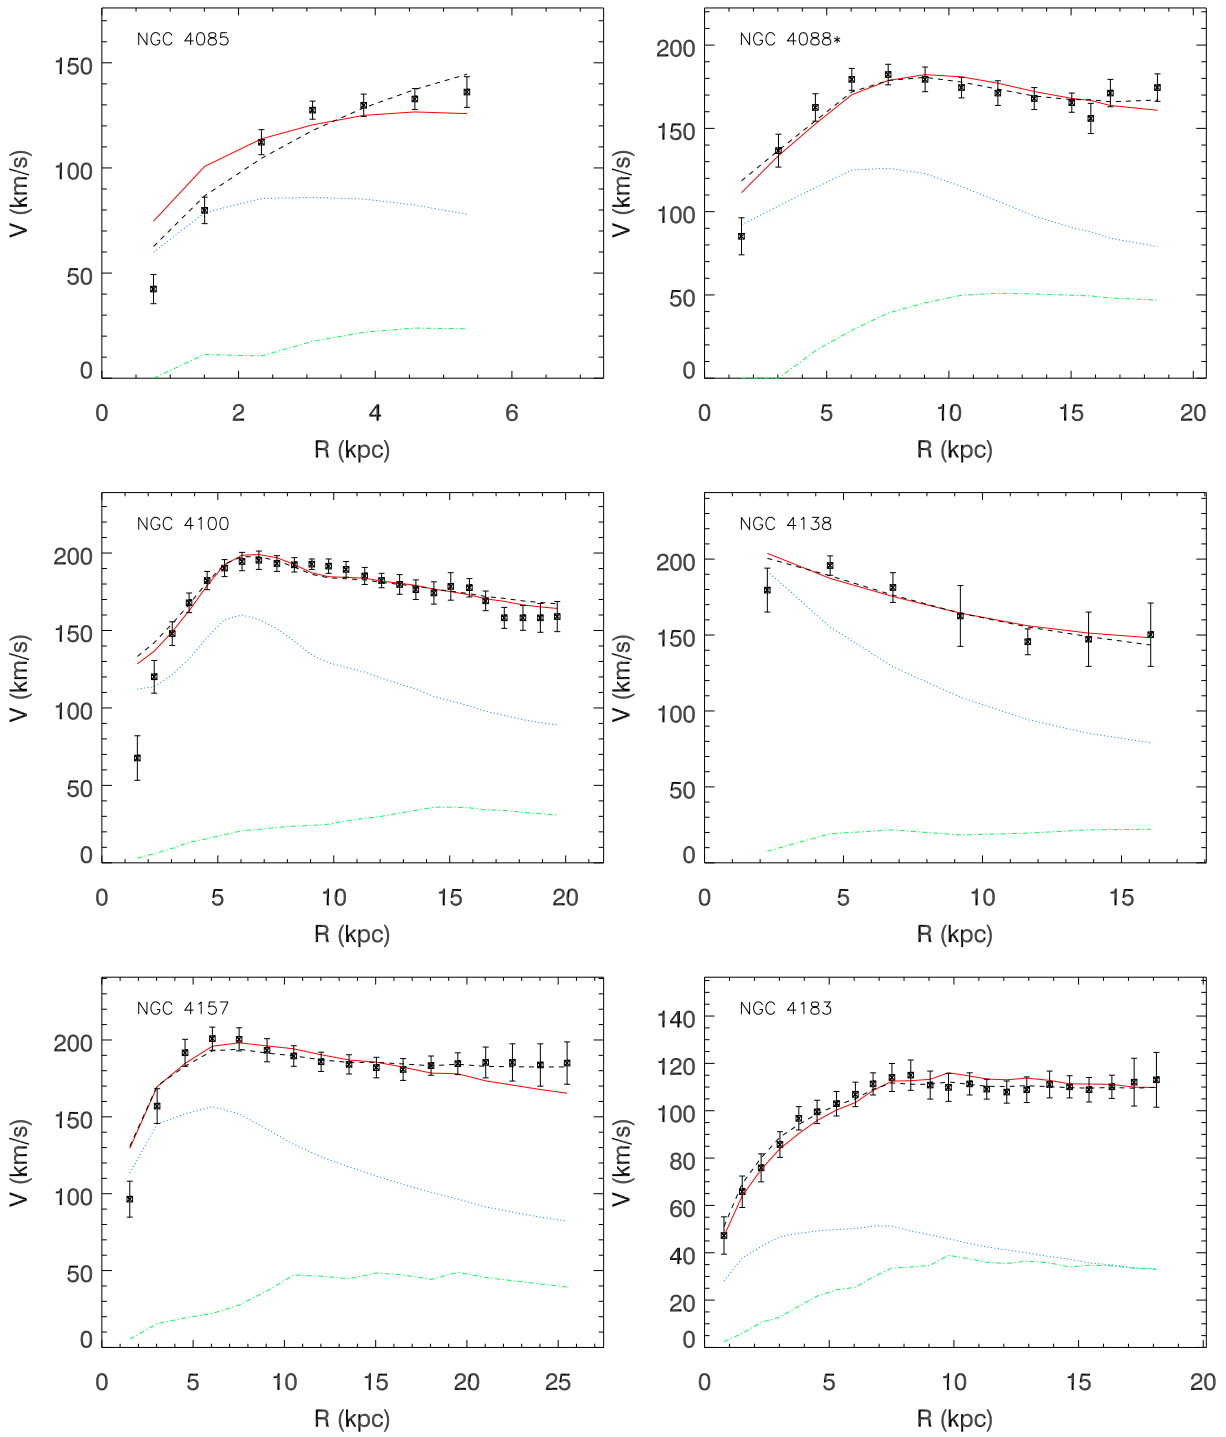 NGC 4085
150
100
50
0
V (km/s)
0 2 4 6
R (kpc)
NGC 4088*
200
150
100
50
0
V (km/s)
0 5 10 15 20
R (kpc)
NGC 4100
200
150
100
50
0
V (km/s)
0 5 10 15 20
R (kpc)
NGC 4138
200
150
100
50
0
V (km/s)
0 5 10 15
R (kpc)
NGC 4157
200
150
100
50
0
V (km/s)
0 5 10 15 20 25
R (kpc)
NGC 4183
140
120
100
80
60
40
20
0
V (km/s)
0 5 10 15 20
R (kpc)